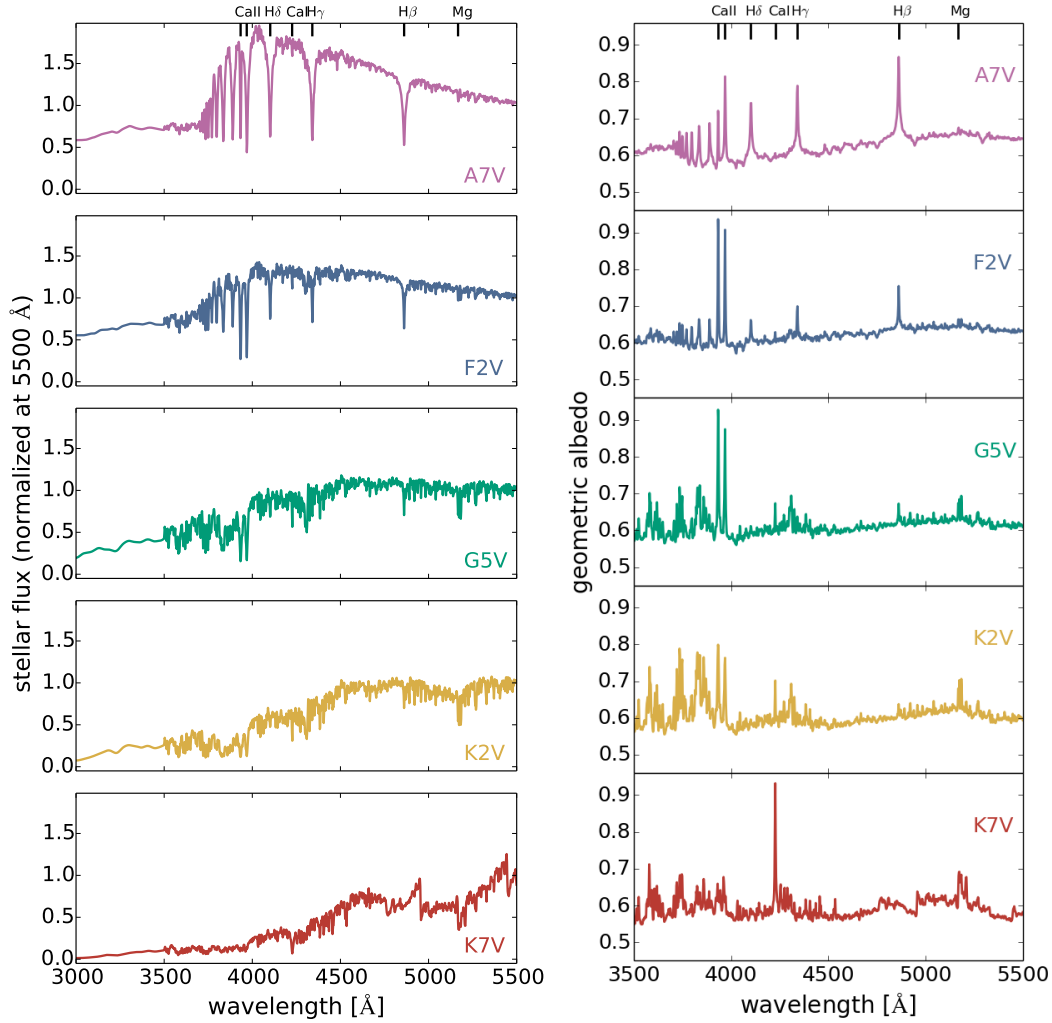 CaII Hδ CaI Hγ Hβ Mg
CaII Hδ CaI Hγ Hβ Mg
stellar flux (normalized at 5500 Å)
1.5
1.0
0.5
0.0
A7V
1.5
1.0
0.5
0.0
F2V
1.5
1.0
0.5
0.0
G5V
1.5
1.0
0.5
0.0
K2V
1.5
1.0
0.5
0.0
K7V
3000 3500 4000 4500 5000 5500
wavelength [Å]
geometric albedo
0.9
0.8
0.7
0.6
0.5
A7V
0.9
0.8
0.7
0.6
0.5
F2V
0.9
0.8
0.7
0.6
0.5
G5V
0.9
0.8
0.7
0.6
0.5
K2V
0.9
0.8
0.7
0.6
0.5
K7V
3500 4000 4500 5000 5500
wavelength [Å]